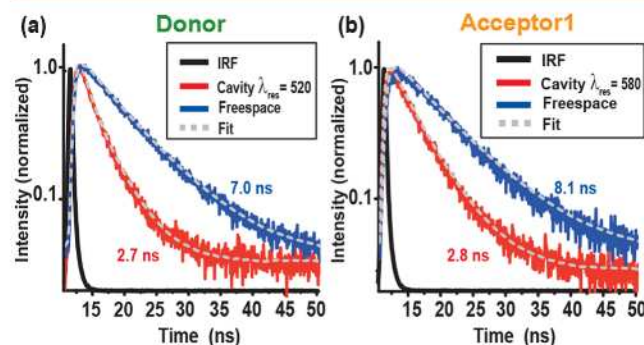 (a) Donor
IRF
Cavity λres = 520
Freespace
Fit
Intensity (normalized)
1.0
0.1
7.0 ns
2.7 ns
15 20 25 30 35 40 45 50
Time (ns)
(b) Acceptor1
IRF
Cavity λres = 580
Freespace
Fit
Intensity (normalized)
1.0
0.1
8.1 ns
2.8 ns
15 20 25 30 35 40 45 50
Time (ns)